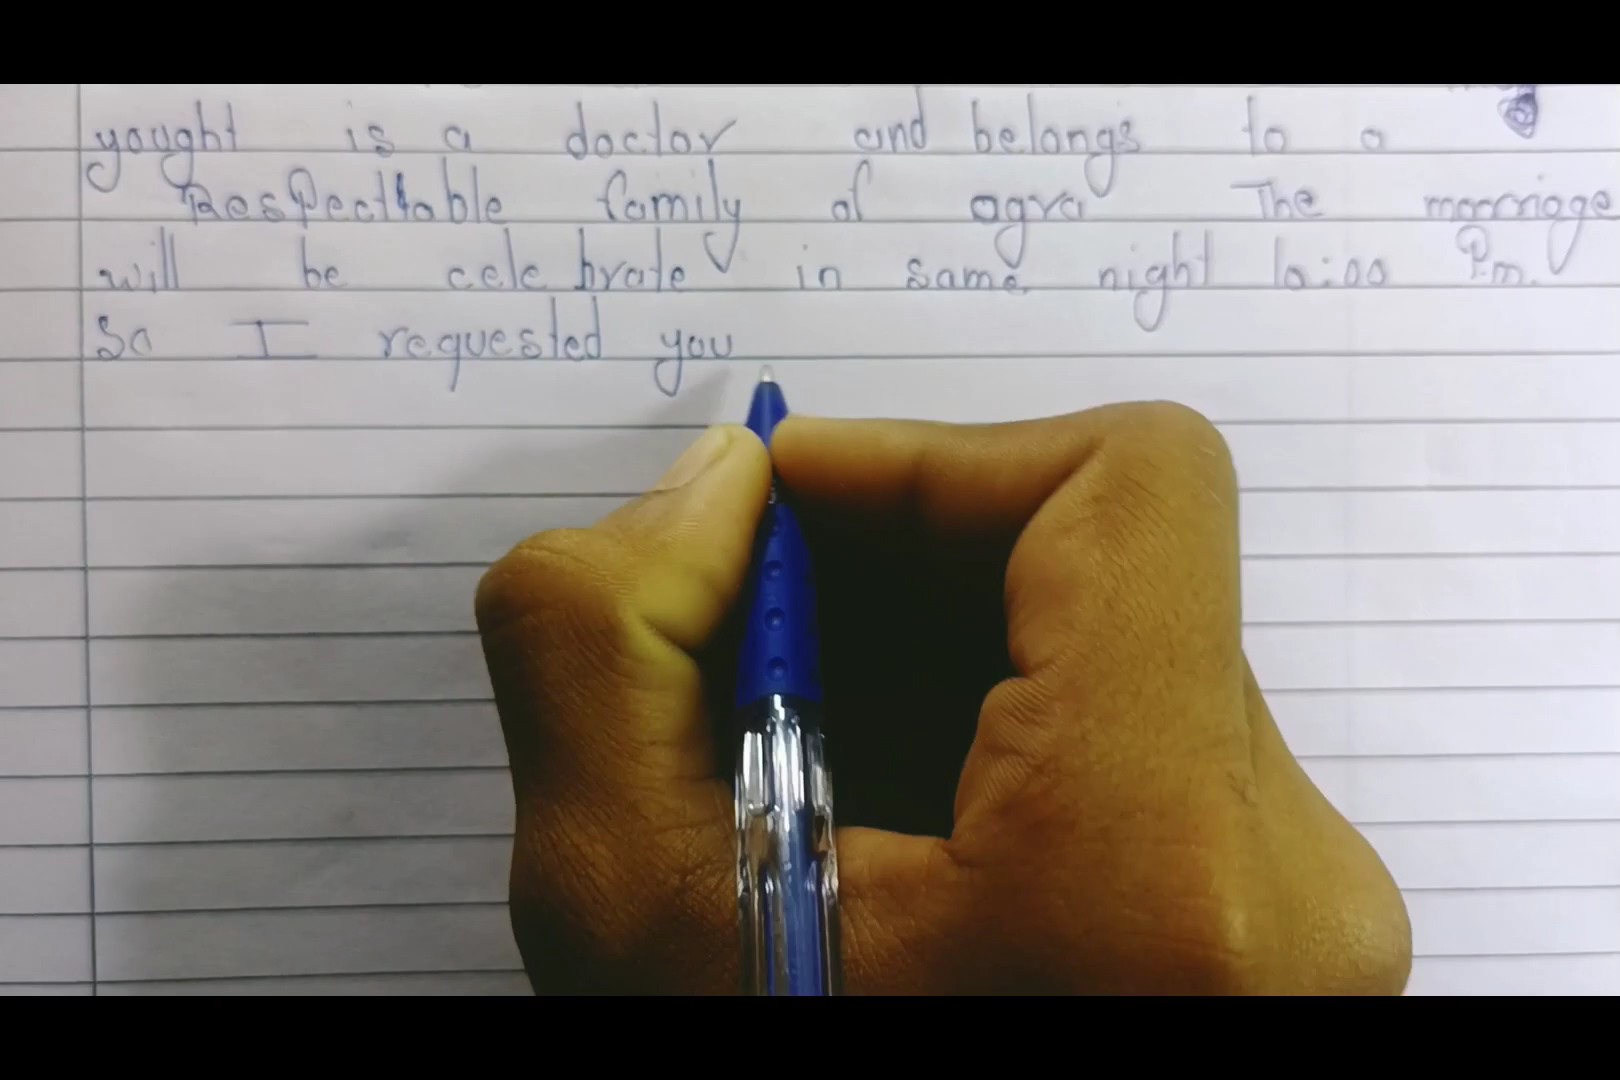 yought is a doctor and belongs to a
Respecttable family of agra The marriage
will be cele brate in same night 10:00 P.m.
So I requested you